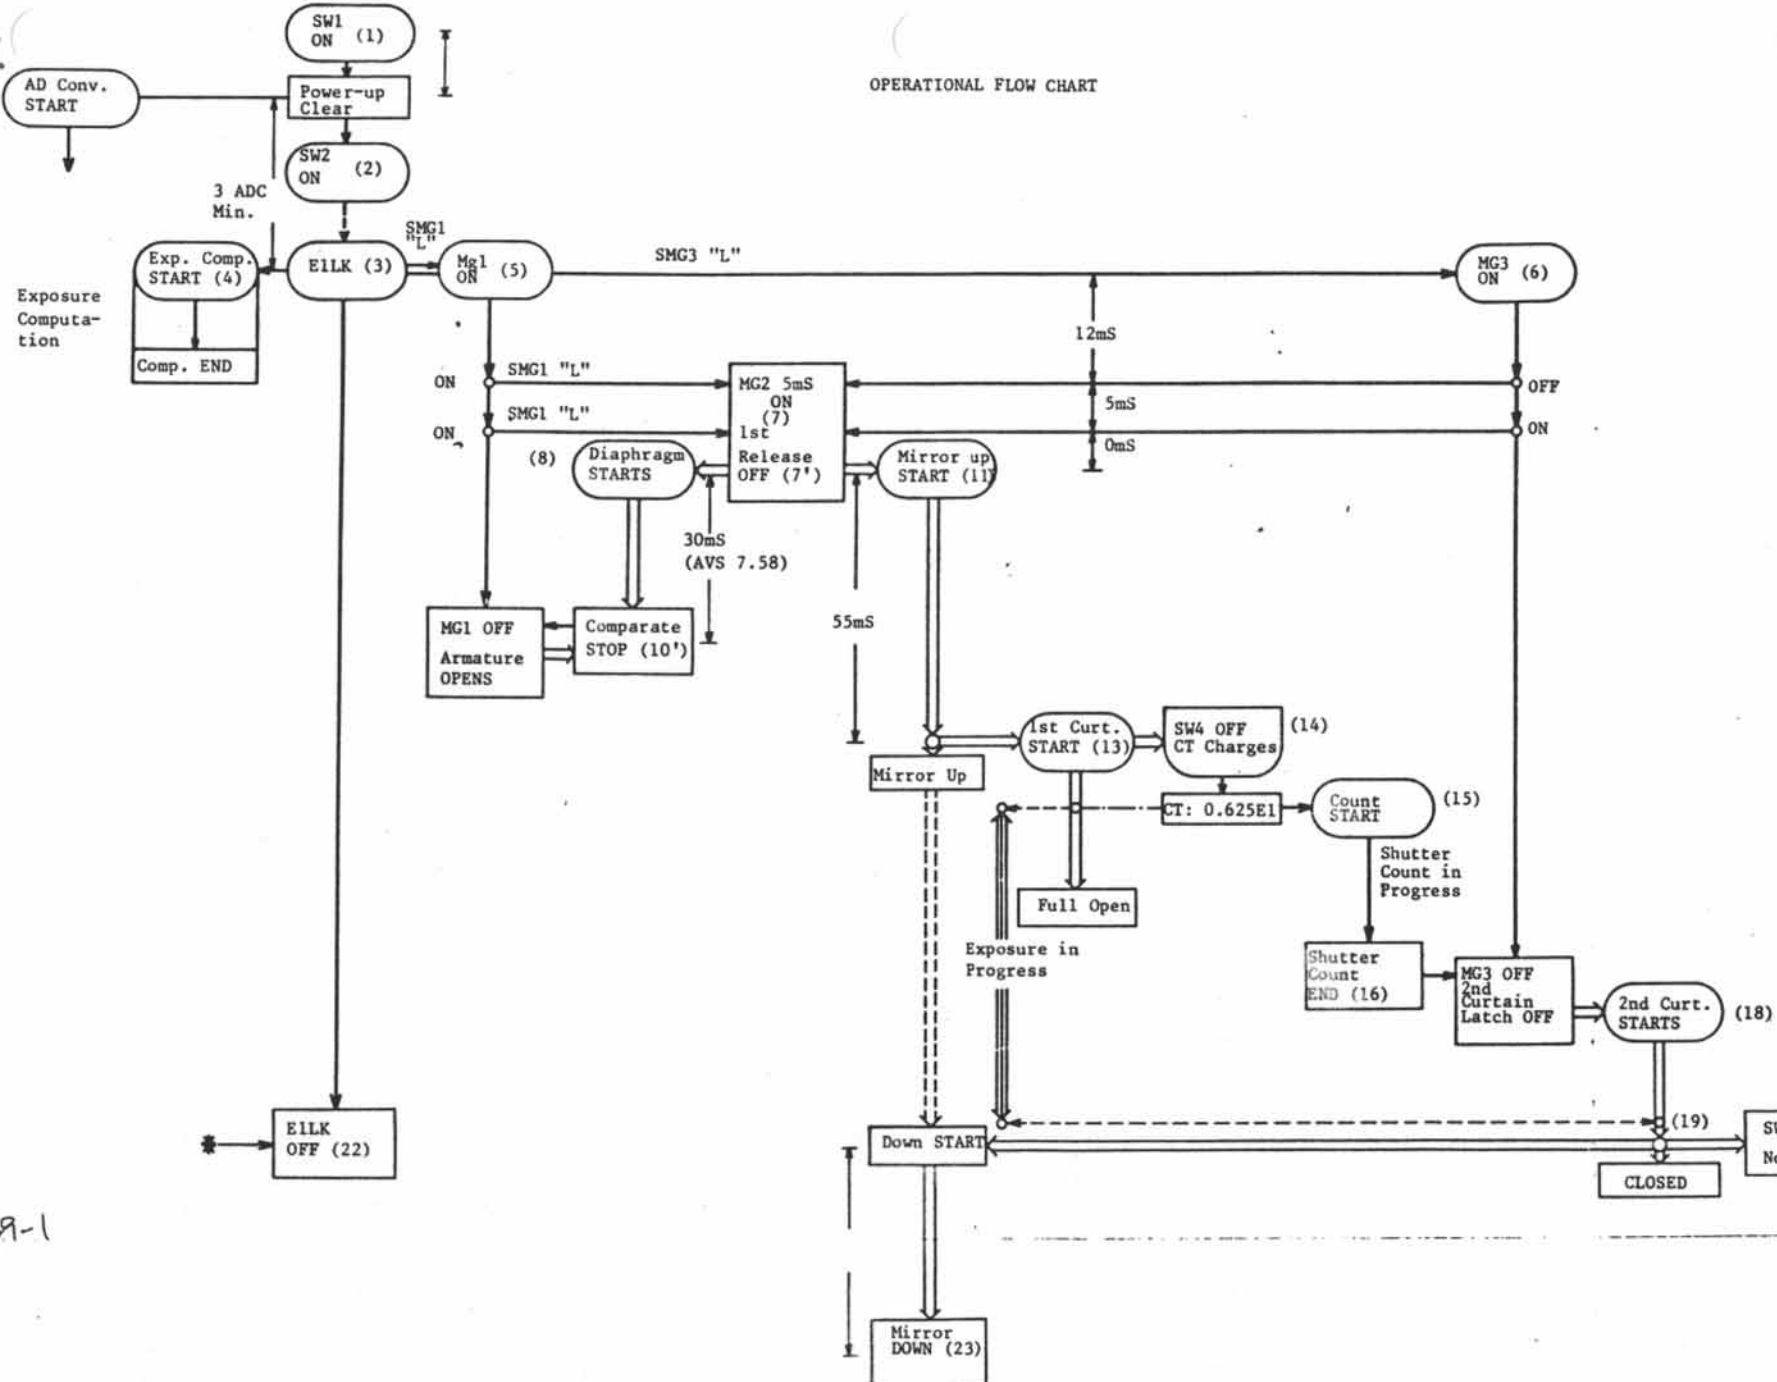 SW1
ON (1)
OPERATIONAL FLOW CHART
AD Conv.
START
Power-up
Clear
SW2
ON (2)
3 ADC
Min.
SMG1
"L"
Exp. Comp.
START (4)
E1LK (3)
Mg1
ON (5)
SMG3 "L"
MG3
ON (6)
Exposure
Computa-
tion
12mS
Comp. END
ON
SMG1 "L"
MG2 5mS
ON
(7)
OFF
5mS
ON
SMG1 "L"
1st
Release
OFF (7')
ON
0mS
(8)
Diaphragm
STARTS
Mirror up
START (11)
30mS
(AVS 7.58)
55mS
MG1 OFF
Armature
OPENS
Comparate
STOP (10')
1st Curt.
START (13)
SW4 OFF
CT Charges
(14)
Mirror Up
CT: 0.625E1
Count
START
(15)
Shutter
Count in
Progress
Full Open
Exposure in
Progress
Shutter
Count
END (16)
MG3 OFF
2nd
Curtain
Latch OFF
2nd Curt.
STARTS
(18)
E1LK
OFF (22)
Down START
(19)
CLOSED
9-1
Mirror
DOWN (23)